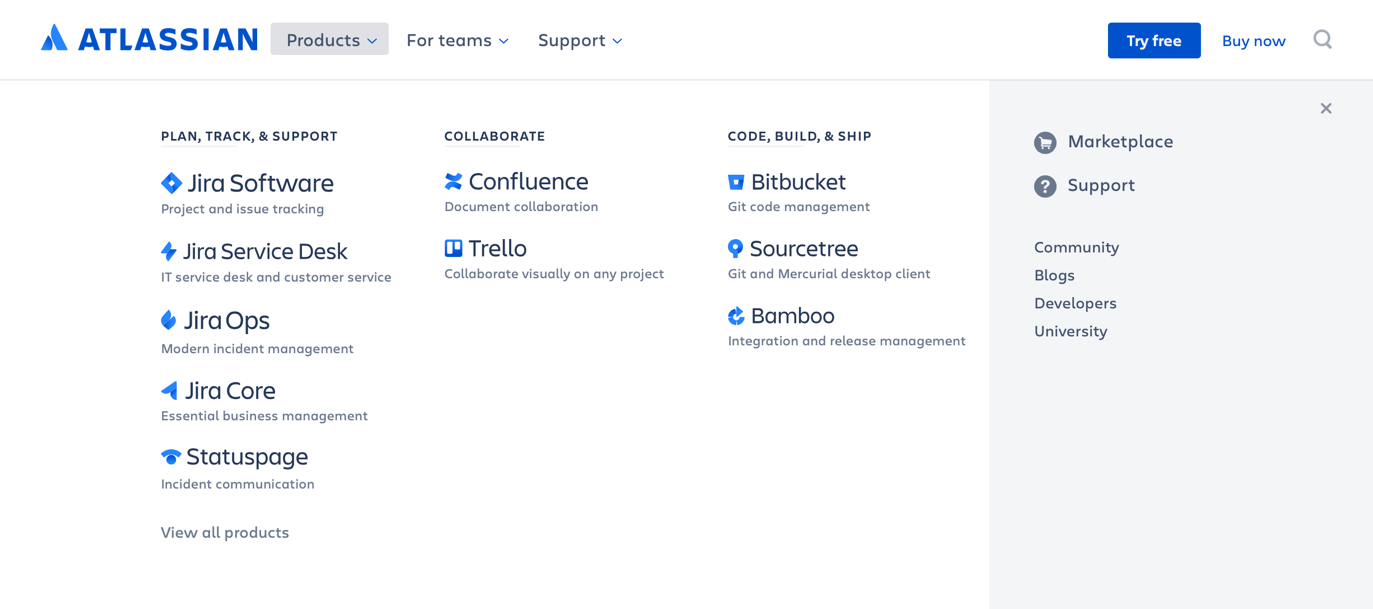 ATLASSIAN Products For teams Support Try free Buy now
PLAN, TRACK, & SUPPORT
Jira Software
Project and issue tracking
Jira Service Desk
IT service desk and customer service
Jira Ops
Modern incident management
Jira Core
Essential business management
Statuspage
Incident communication
View all products
COLLABORATE
Confluence
Document collaboration
Trello
Collaborate visually on any project
CODE, BUILD, & SHIP
Bitbucket
Git code management
Sourcetree
Git and Mercurial desktop client
Bamboo
Integration and release management
Marketplace
Support
Community
Blogs
Developers
University